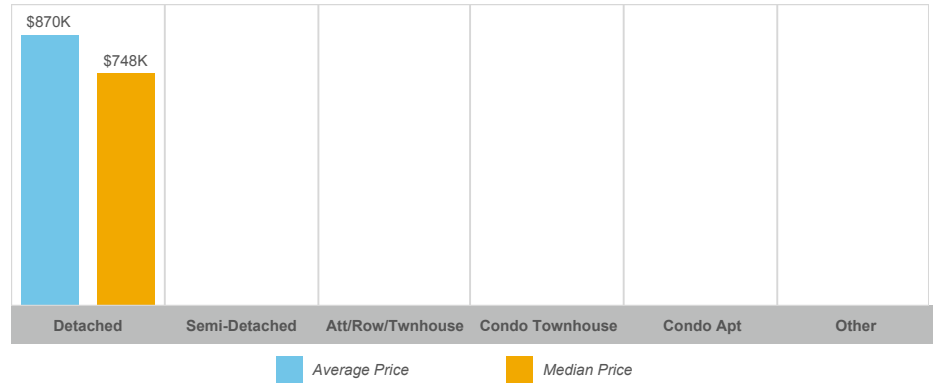 $870K
$748K
Detached Semi-Detached Att/Row/Twnhouse Condo Townhouse Condo Apt Other
Average Price Median Price